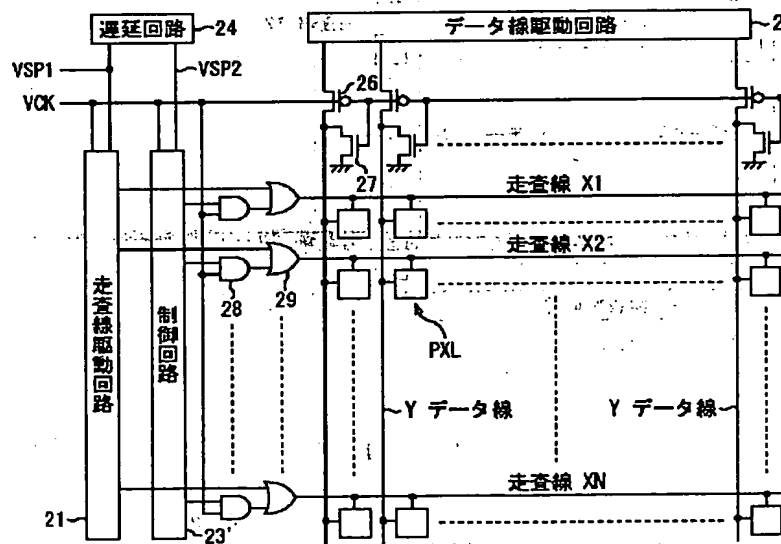 遅延回路 24
データ線駆動回路 2
VSP1
VSP2
VCK
26
27
走査線 X1
走査線 X2
28
29
走査線駆動回路
制御回路
PXL
Y データ線
Y データ線
走査線 XN
21
23'